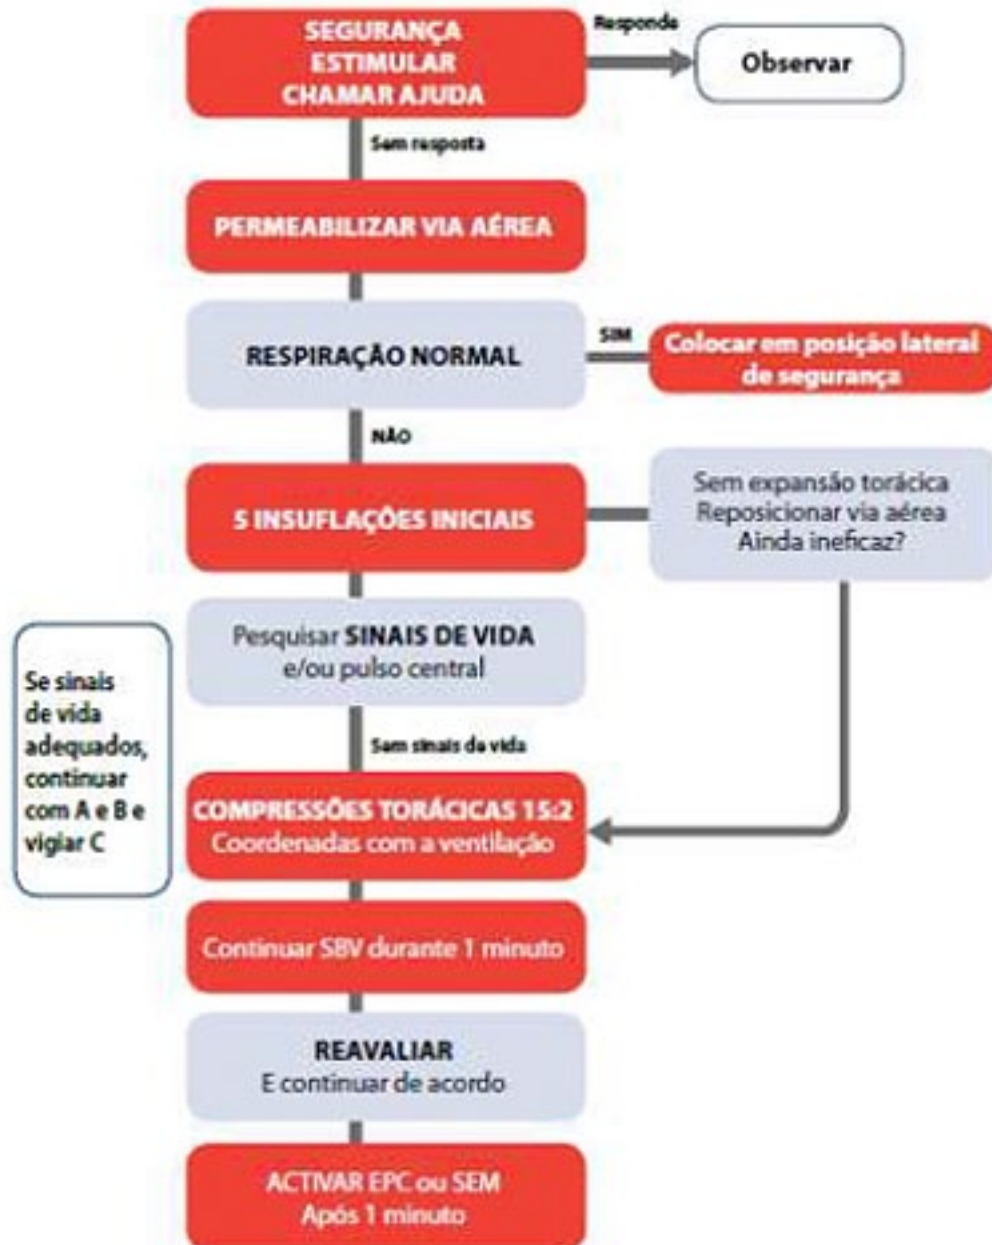 SEGURANÇA
ESTIMULAR
CHAMAR AJUDA
Responde
Observar
Sem resposta
PERMEABILIZAR VIA AÉREA
RESPIRAÇÃO NORMAL
SIM
Colocar em posição lateral
de segurança
NÃO
5 INSUFLAÇÕES INICIAIS
Sem expansão torácica
Reposicionar via aérea
Ainda ineficaz?
Pesquisar SINAIS DE VIDA
e/ou pulso central
Se sinais
de vida
adequados,
continuar
com A e B e
vigiar C
Sem sinais de vida
COMPRESSÕES TORÁCICAS 15:2
Coordenadas com a ventilação
Continuar SBV durante 1 minuto
REAVALIAR
E continuar de acordo
ACTIVAR EPC ou SEM
Após 1 minuto